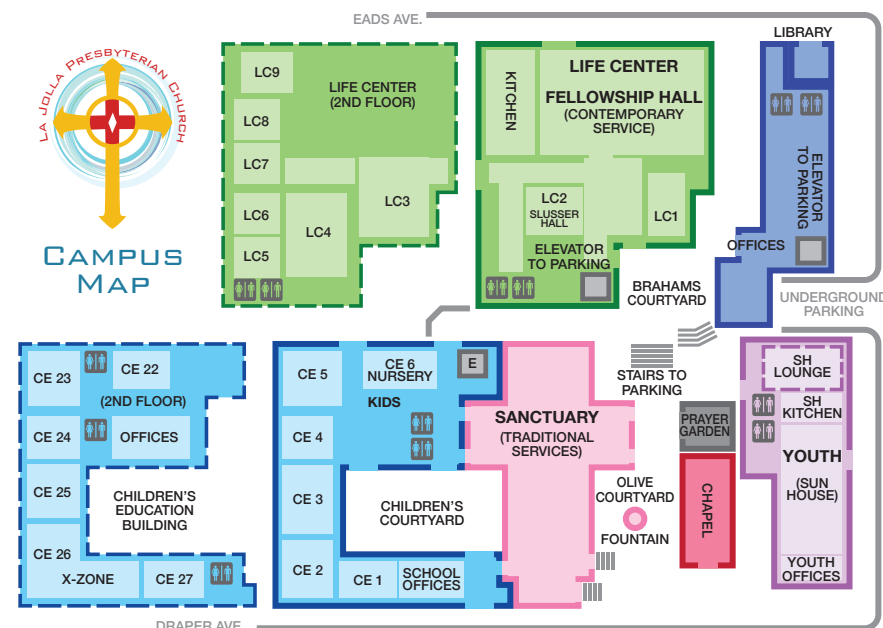 EADS AVE.
LA JOLLA PRESBYTERIAN CHURCH
CAMPUS
MAP
LC9
LIFE CENTER
(2ND FLOOR)
LC8
LC7
LC6
LC5
LC4
LC3
KITCHEN
LIFE CENTER
FELLOWSHIP HALL
(CONTEMPORARY
SERVICE)
LC2
SLUSSER
HALL
LC1
ELEVATOR
TO PARKING
BRAHAMS
COURTYARD
LIBRARY
ELEVATOR
TO PARKING
OFFICES
UNDERGROUND
PARKING
CE 23
CE 22
(2ND FLOOR)
CE 24
OFFICES
CE 25
CHILDREN'S
EDUCATION
BUILDING
CE 26
X-ZONE
CE 27
CE 5
CE 6
NURSERY
E
KIDS
CE 4
CE 3
CHILDREN'S
COURTYARD
CE 2
CE 1
SCHOOL
OFFICES
SANCTUARY
(TRADITIONAL
SERVICES)
STAIRS TO
PARKING
PRAYER
GARDEN
OLIVE
COURTYARD
FOUNTAIN
CHAPEL
SH
LOUNGE
SH
KITCHEN
YOUTH
(SUN
HOUSE)
YOUTH
OFFICES
DRAPER AVE.